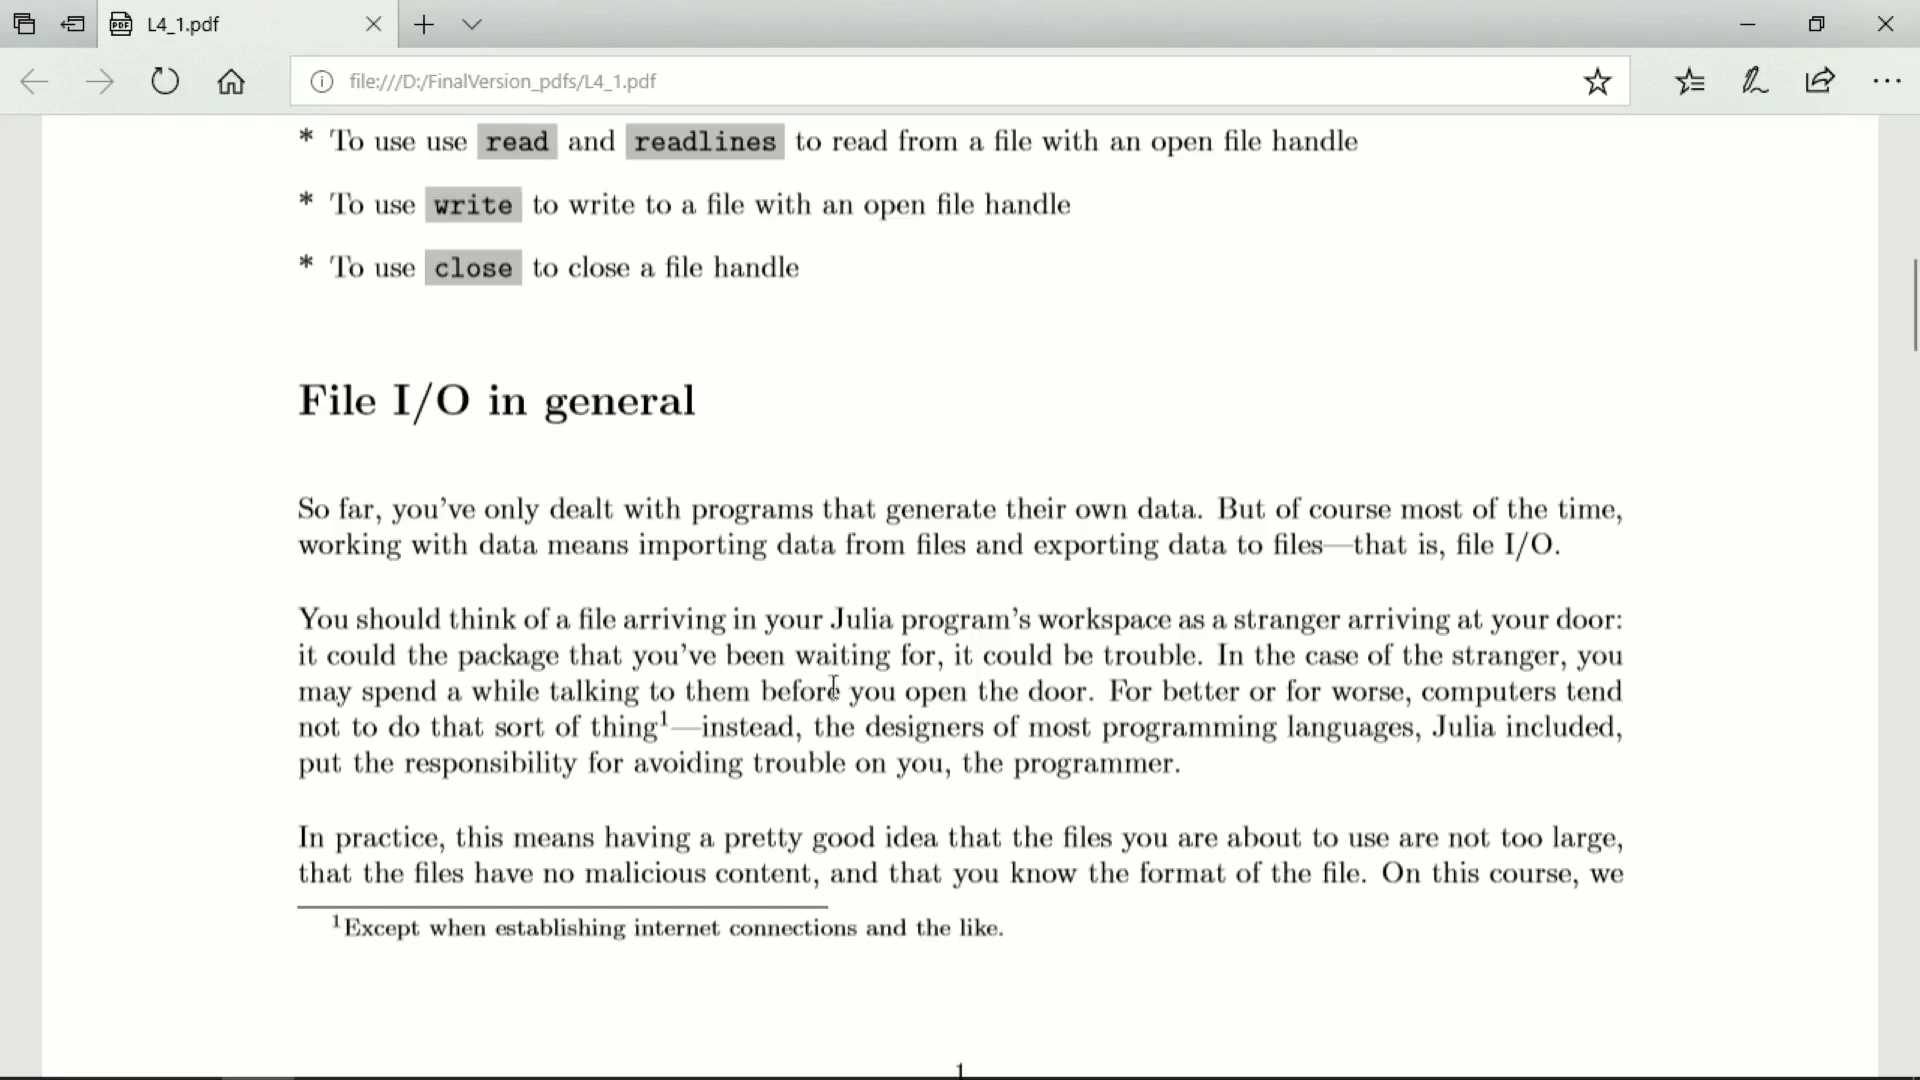 L4_1.pdf
file:///D:/FinalVersion_pdfs/L4_1.pdf
* To use use read and readlines to read from a file with an open file handle
* To use write to write to a file with an open file handle
* To use close to close a file handle
File I/O in general
So far, you've only dealt with programs that generate their own data. But of course most of the time,
working with data means importing data from files and exporting data to files—that is, file I/O.
You should think of a file arriving in your Julia program's workspace as a stranger arriving at your door:
it could the package that you've been waiting for, it could be trouble. In the case of the stranger, you
may spend a while talking to them before you open the door. For better or for worse, computers tend
not to do that sort of thing¹—instead, the designers of most programming languages, Julia included,
put the responsibility for avoiding trouble on you, the programmer.
In practice, this means having a pretty good idea that the files you are about to use are not too large,
that the files have no malicious content, and that you know the format of the file. On this course, we
¹Except when establishing internet connections and the like.
1